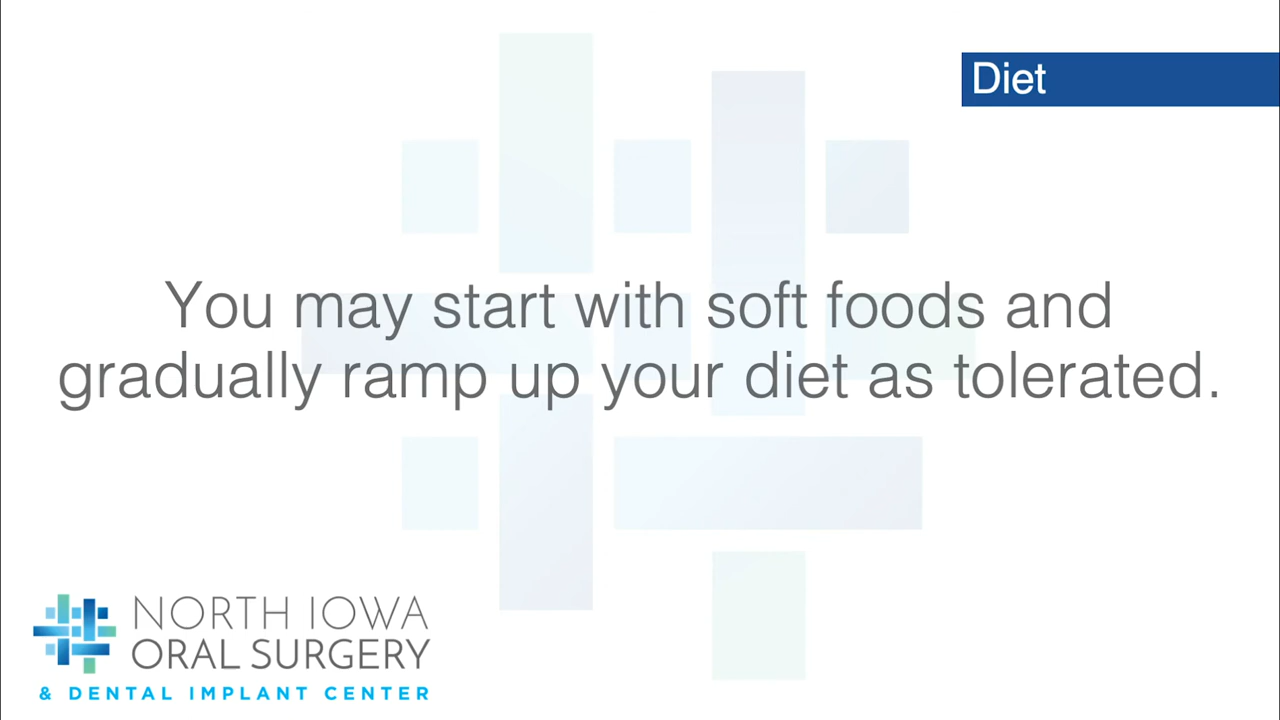 Diet
You may start with soft foods and
gradually ramp up your diet as tolerated.
NORTH IOWA
ORAL SURGERY
& DENTAL IMPLANT CENTER